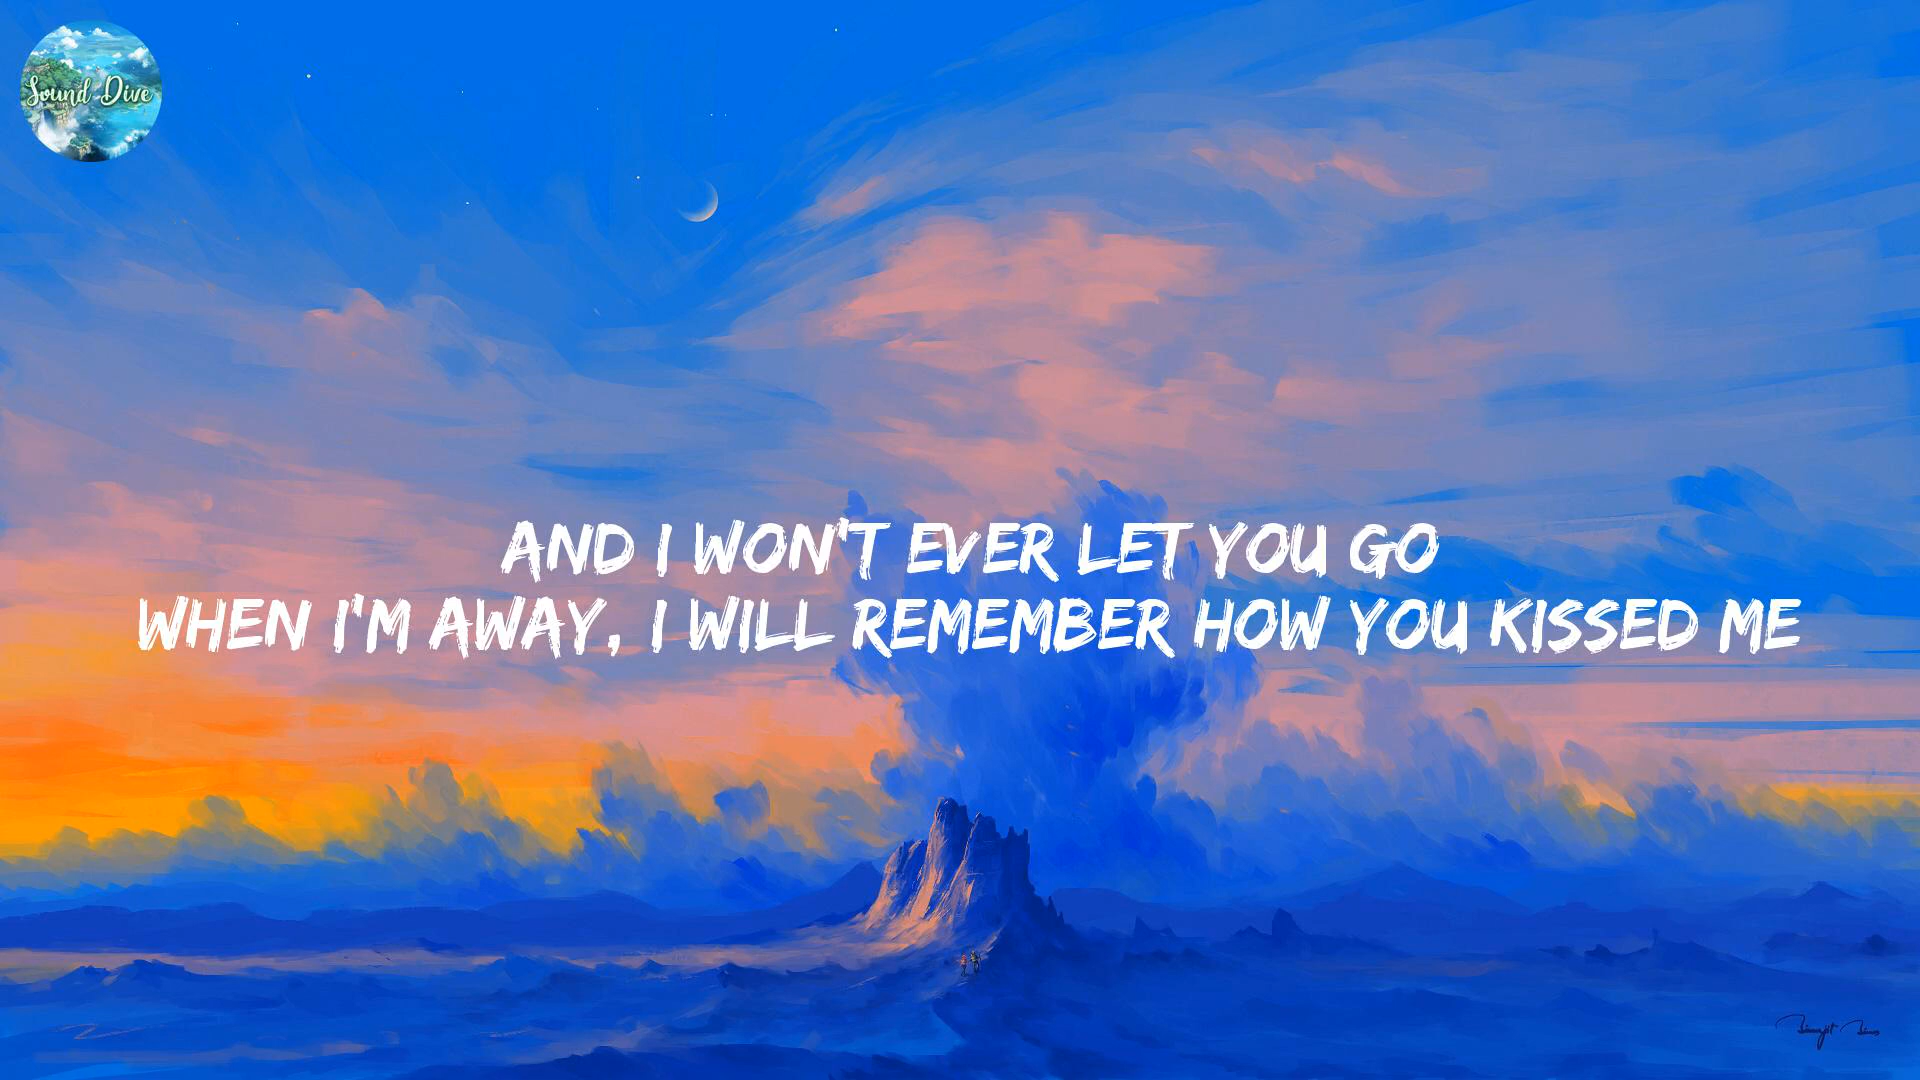 Sound-Dive
AND I WON'T EVER LET YOU GO
WHEN I'M AWAY, I WILL REMEMBER HOW YOU KISSED ME